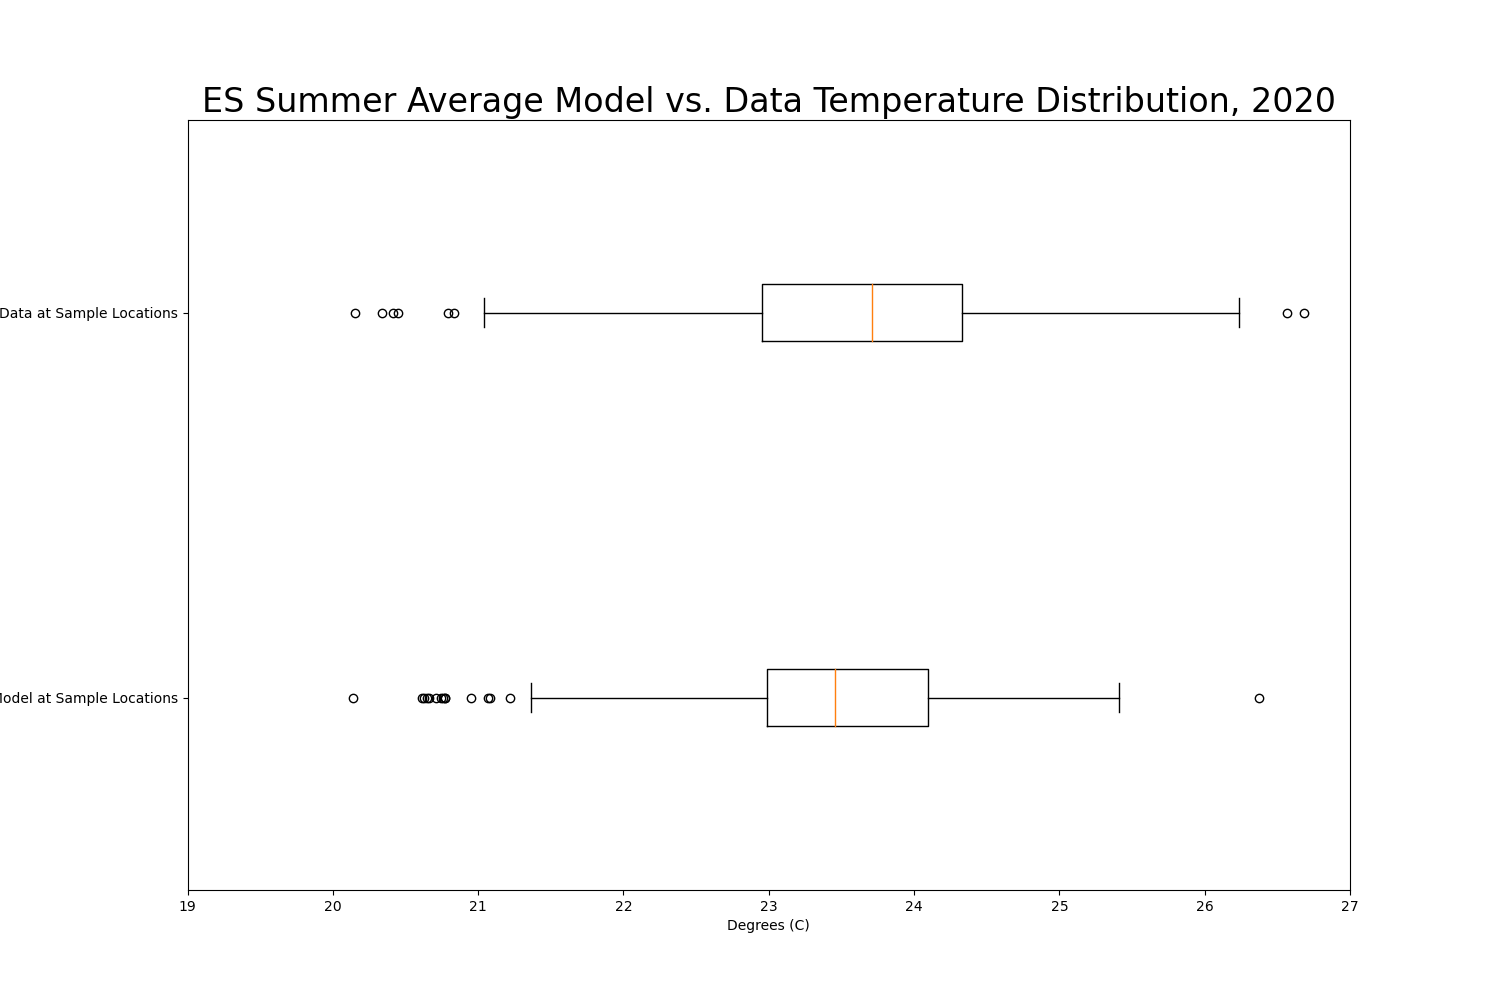 ES Summer Average Model vs. Data Temperature Distribution, 2020
Data at Sample Locations
at Sample Locations
19 20 21 22 23 24 25 26 27
Degrees (C)